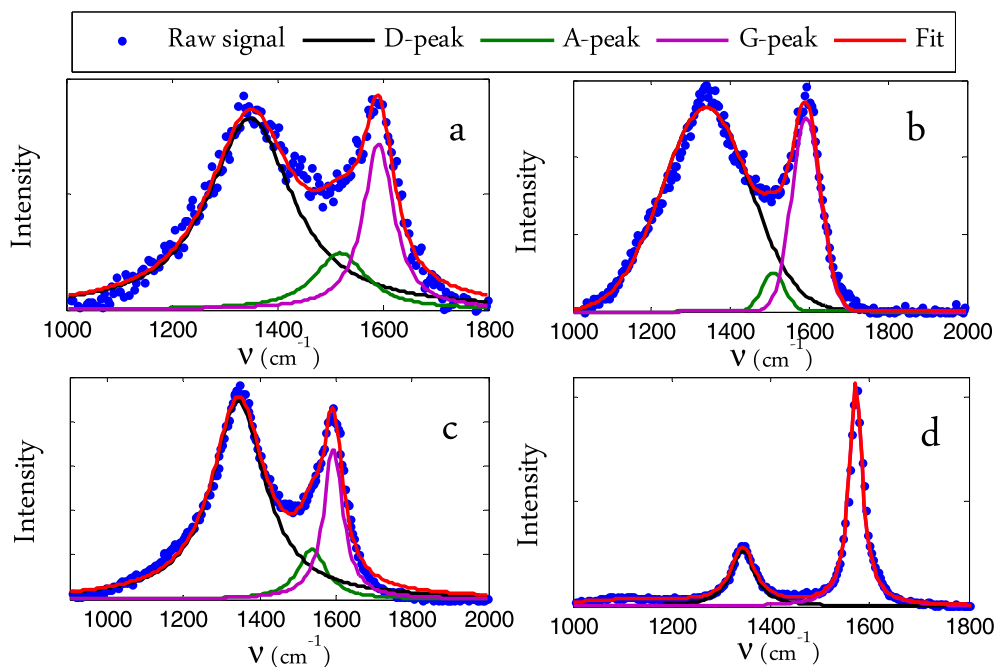 Raw signal D-peak A-peak G-peak Fit
a
Intensity
1000 1200 1400 1600 1800
ν (cm-1)
b
Intensity
1000 1200 1400 1600 1800 2000
ν (cm-1)
c
Intensity
1000 1200 1400 1600 1800 2000
ν (cm-1)
d
Intensity
1000 1200 1400 1600 1800
ν (cm-1)